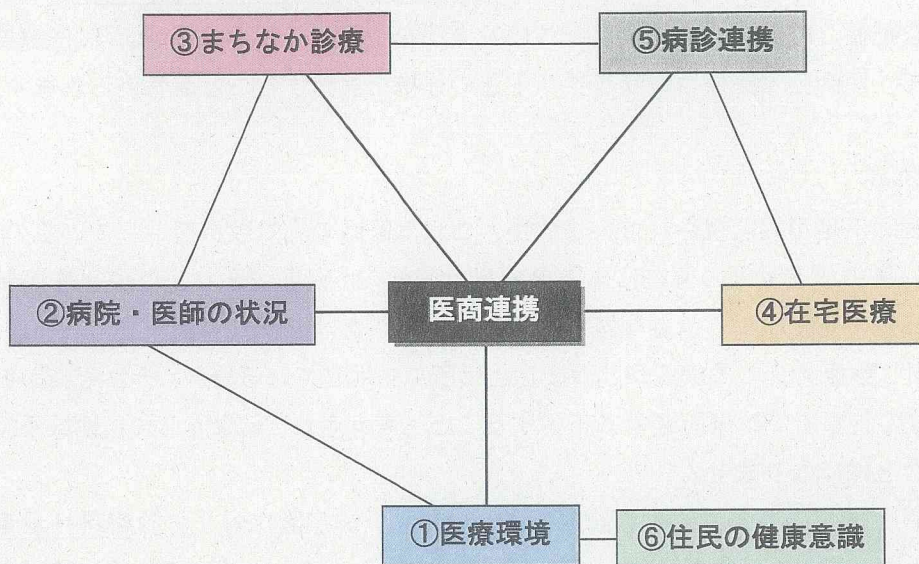 ③まちなか診療
⑤病診連携
②病院・医師の状況
医商連携
④在宅医療
①医療環境
⑥住民の健康意識